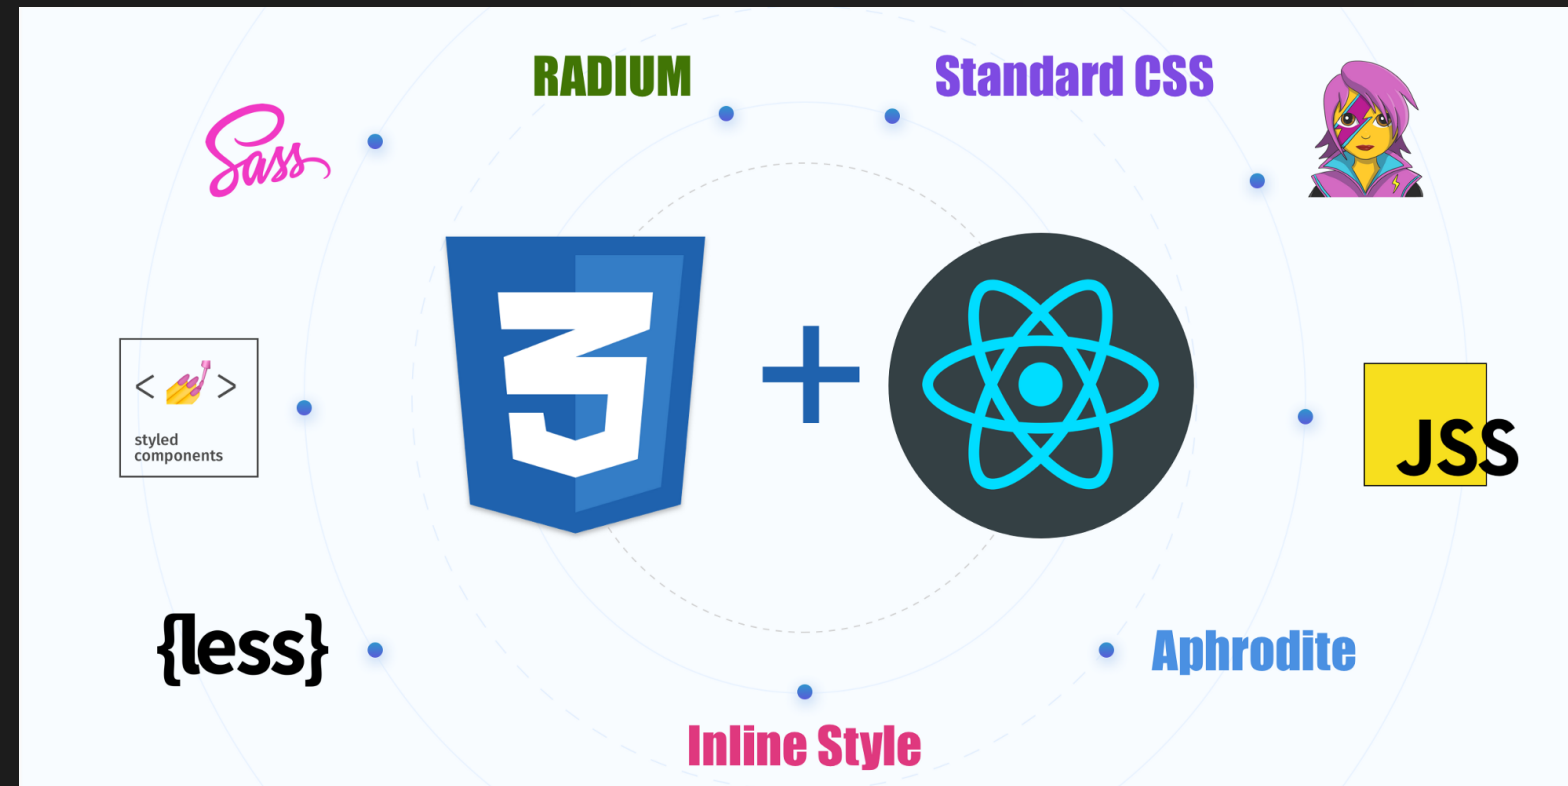 RADIUM
Standard CSS
Sass
3
< >
styled
components
JSS
{less}
Aphrodite
Inline Style